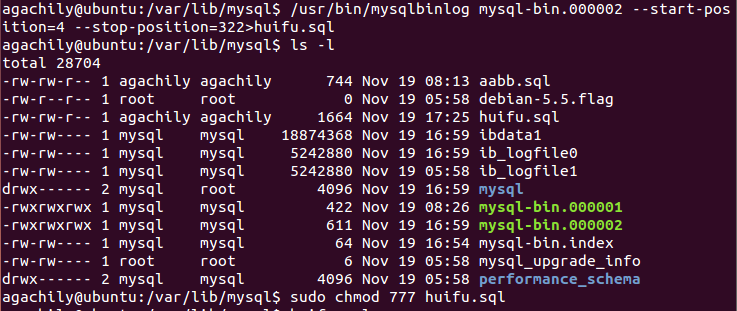 agachily@ubuntu:/var/lib/mysql$ /usr/bin/mysqlbinlog mysql-bin.000002 --start-pos
ition=4 --stop-position=322>huifu.sql
agachily@ubuntu:/var/lib/mysql$ ls -l
total 28704
-rw-rw-r-- 1 agachily agachily      744 Nov 19 08:13 aabb.sql
-rw-r--r-- 1 root     root            0 Nov 19 05:58 debian-5.5.flag
-rw-rw-r-- 1 agachily agachily     1664 Nov 19 17:25 huifu.sql
-rw-rw---- 1 mysql    mysql    18874368 Nov 19 16:59 ibdata1
-rw-rw---- 1 mysql    mysql     5242880 Nov 19 16:59 ib_logfile0
-rw-rw---- 1 mysql    mysql     5242880 Nov 19 05:58 ib_logfile1
drwx------ 2 mysql    root         4096 Nov 19 16:59 mysql
-rwxrwxrwx 1 mysql    mysql         422 Nov 19 08:26 mysql-bin.000001
-rwxrwxrwx 1 mysql    mysql         611 Nov 19 16:59 mysql-bin.000002
-rw-rw---- 1 mysql    mysql          64 Nov 19 16:54 mysql-bin.index
-rw-rw---- 1 root     root            6 Nov 19 05:58 mysql_upgrade_info
drwx------ 2 mysql    mysql        4096 Nov 19 05:58 performance_schema
agachily@ubuntu:/var/lib/mysql$ sudo chmod 777 huifu.sql